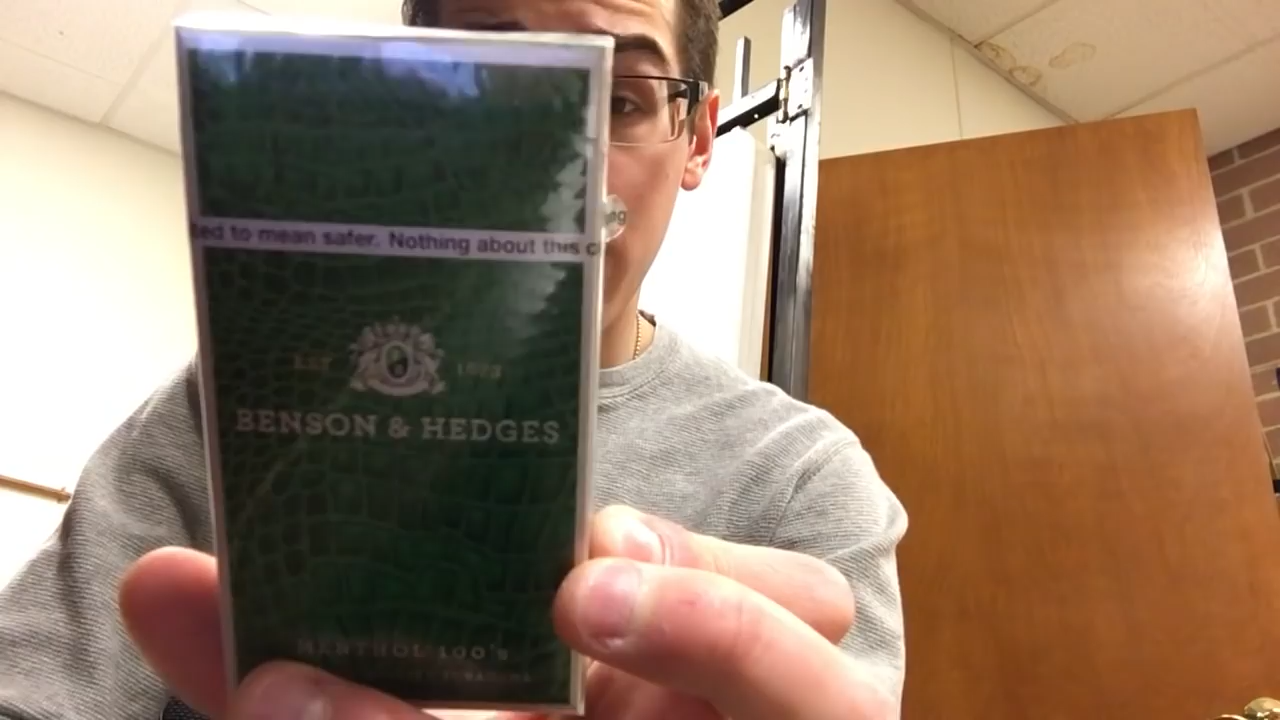 ed to mean safer. Nothing about this c
EST 1873
BENSON & HEDGES
MENTHOL 100's